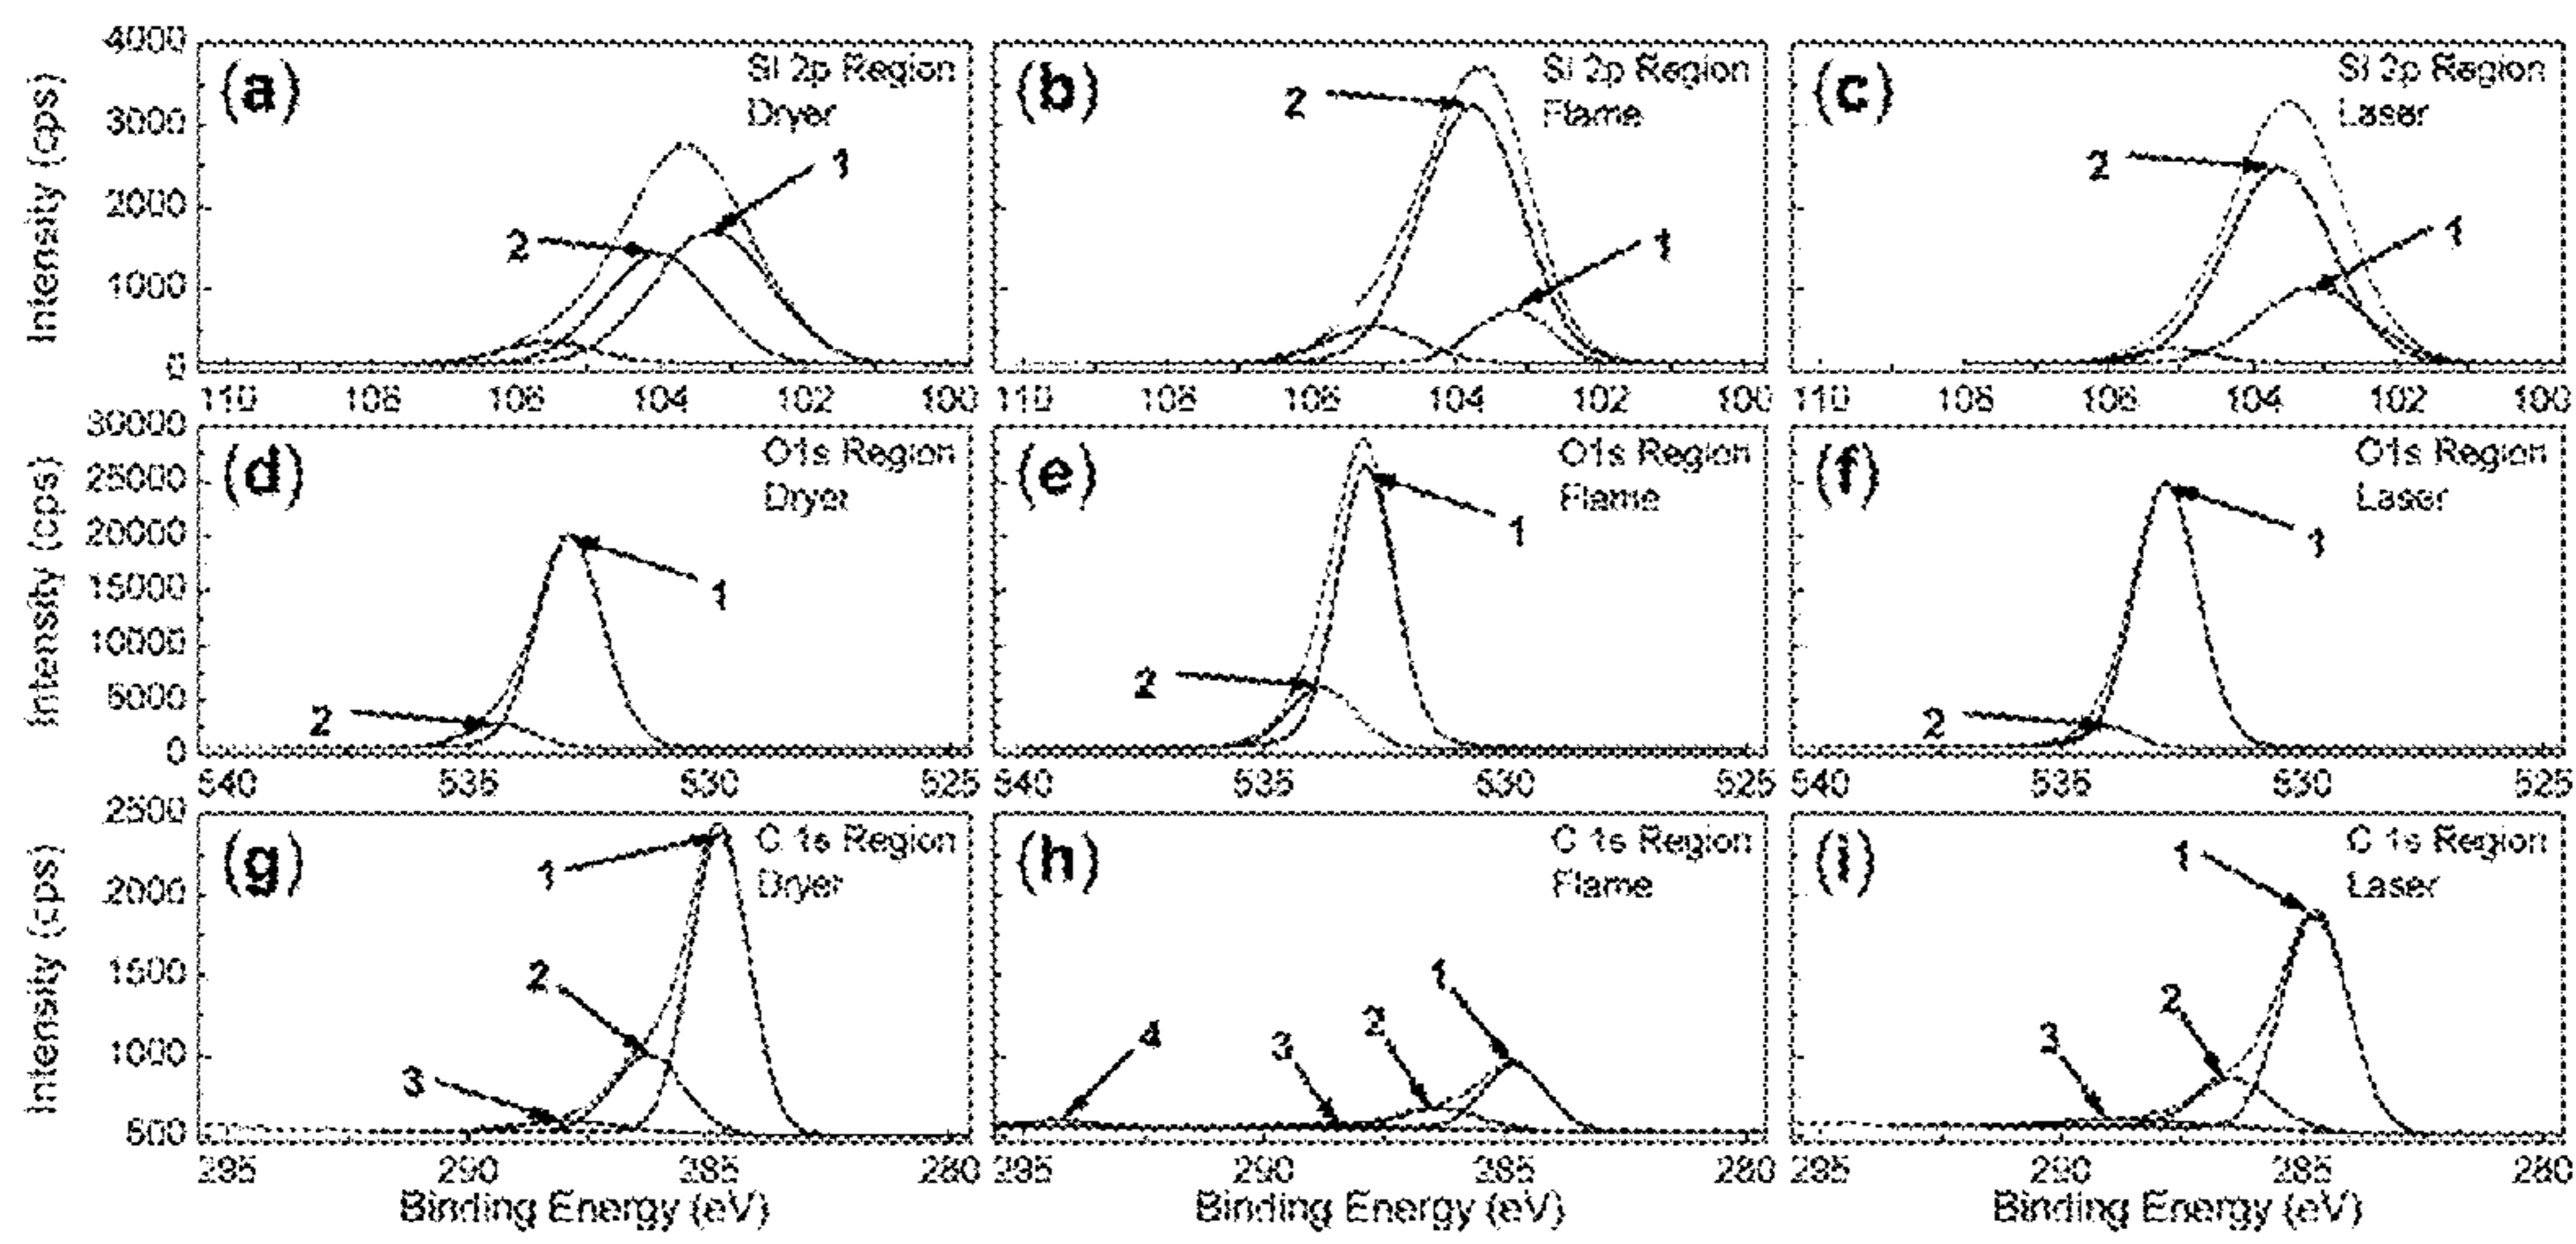 4000
3000
2000
1000
0
Intensity (cps)
(a)
Si 2p Region
Dryer
1
2
110 108 106 104 102 100
(b)
Si 2p Region
Flame
2
1
110 108 106 104 102 100
(c)
Si 2p Region
Laser
2
1
110 108 106 104 102 100
30000
25000
20000
15000
10000
5000
0
Intensity (cps)
(d)
O1s Region
Dryer
1
2
540 535 530 525
(e)
O1s Region
Flame
1
2
540 535 530 525
(f)
O1s Region
Laser
1
2
540 535 530 525
2500
2000
1500
1000
500
Intensity (cps)
(g)
C 1s Region
Dryer
1
2
3
295 290 285 280
Binding Energy (eV)
(h)
C 1s Region
Flame
1
2
3
4
295 290 285 280
Binding Energy (eV)
(i)
C 1s Region
Laser
1
2
3
295 290 285 280
Binding Energy (eV)